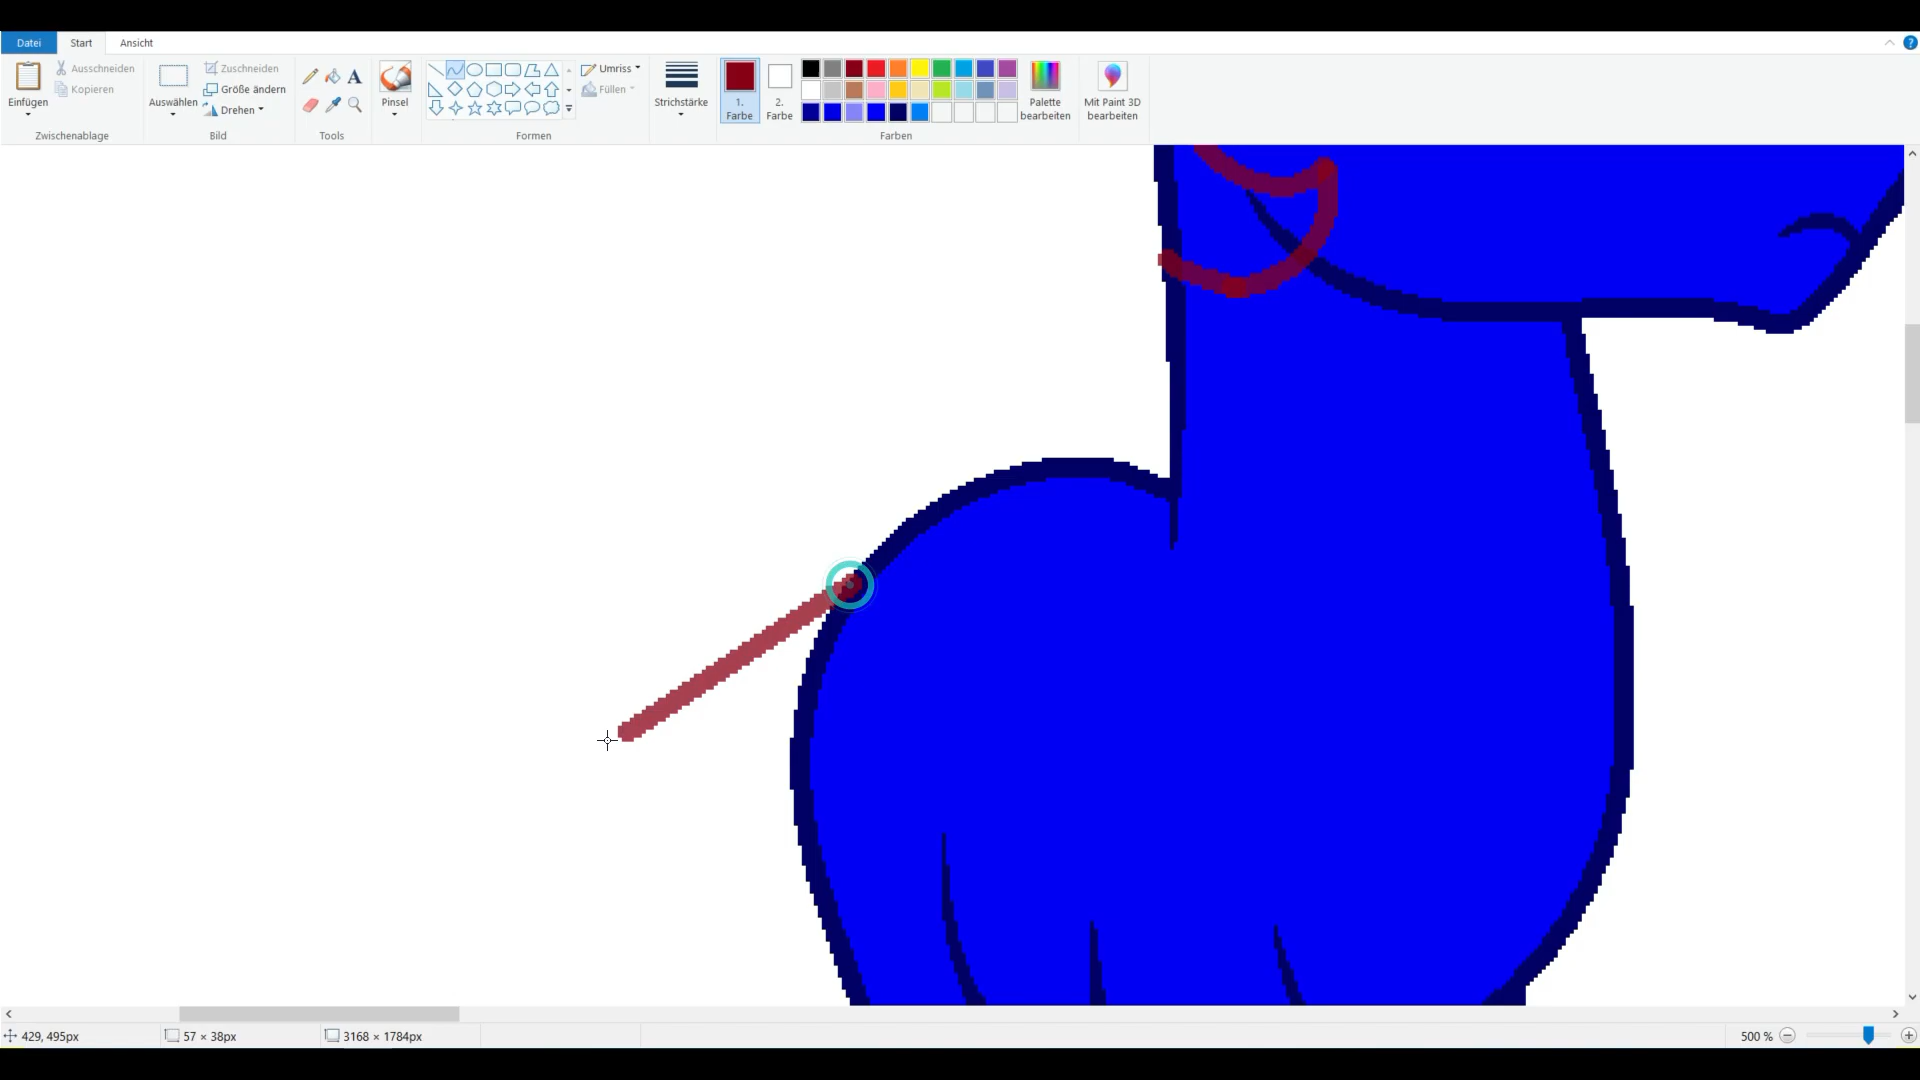 Datei Start Ansicht ?
Ausschneiden Zuschneiden Umriss
Kopieren Größe ändern Füllen
Einfügen Auswählen Drehen A Pinsel Strichstärke 1. Farbe 2. Farbe Palette bearbeiten Mit Paint 3D bearbeiten
Zwischenablage Bild Tools Formen Farben
429, 495px 57 × 38px 3168 × 1784px 500 %